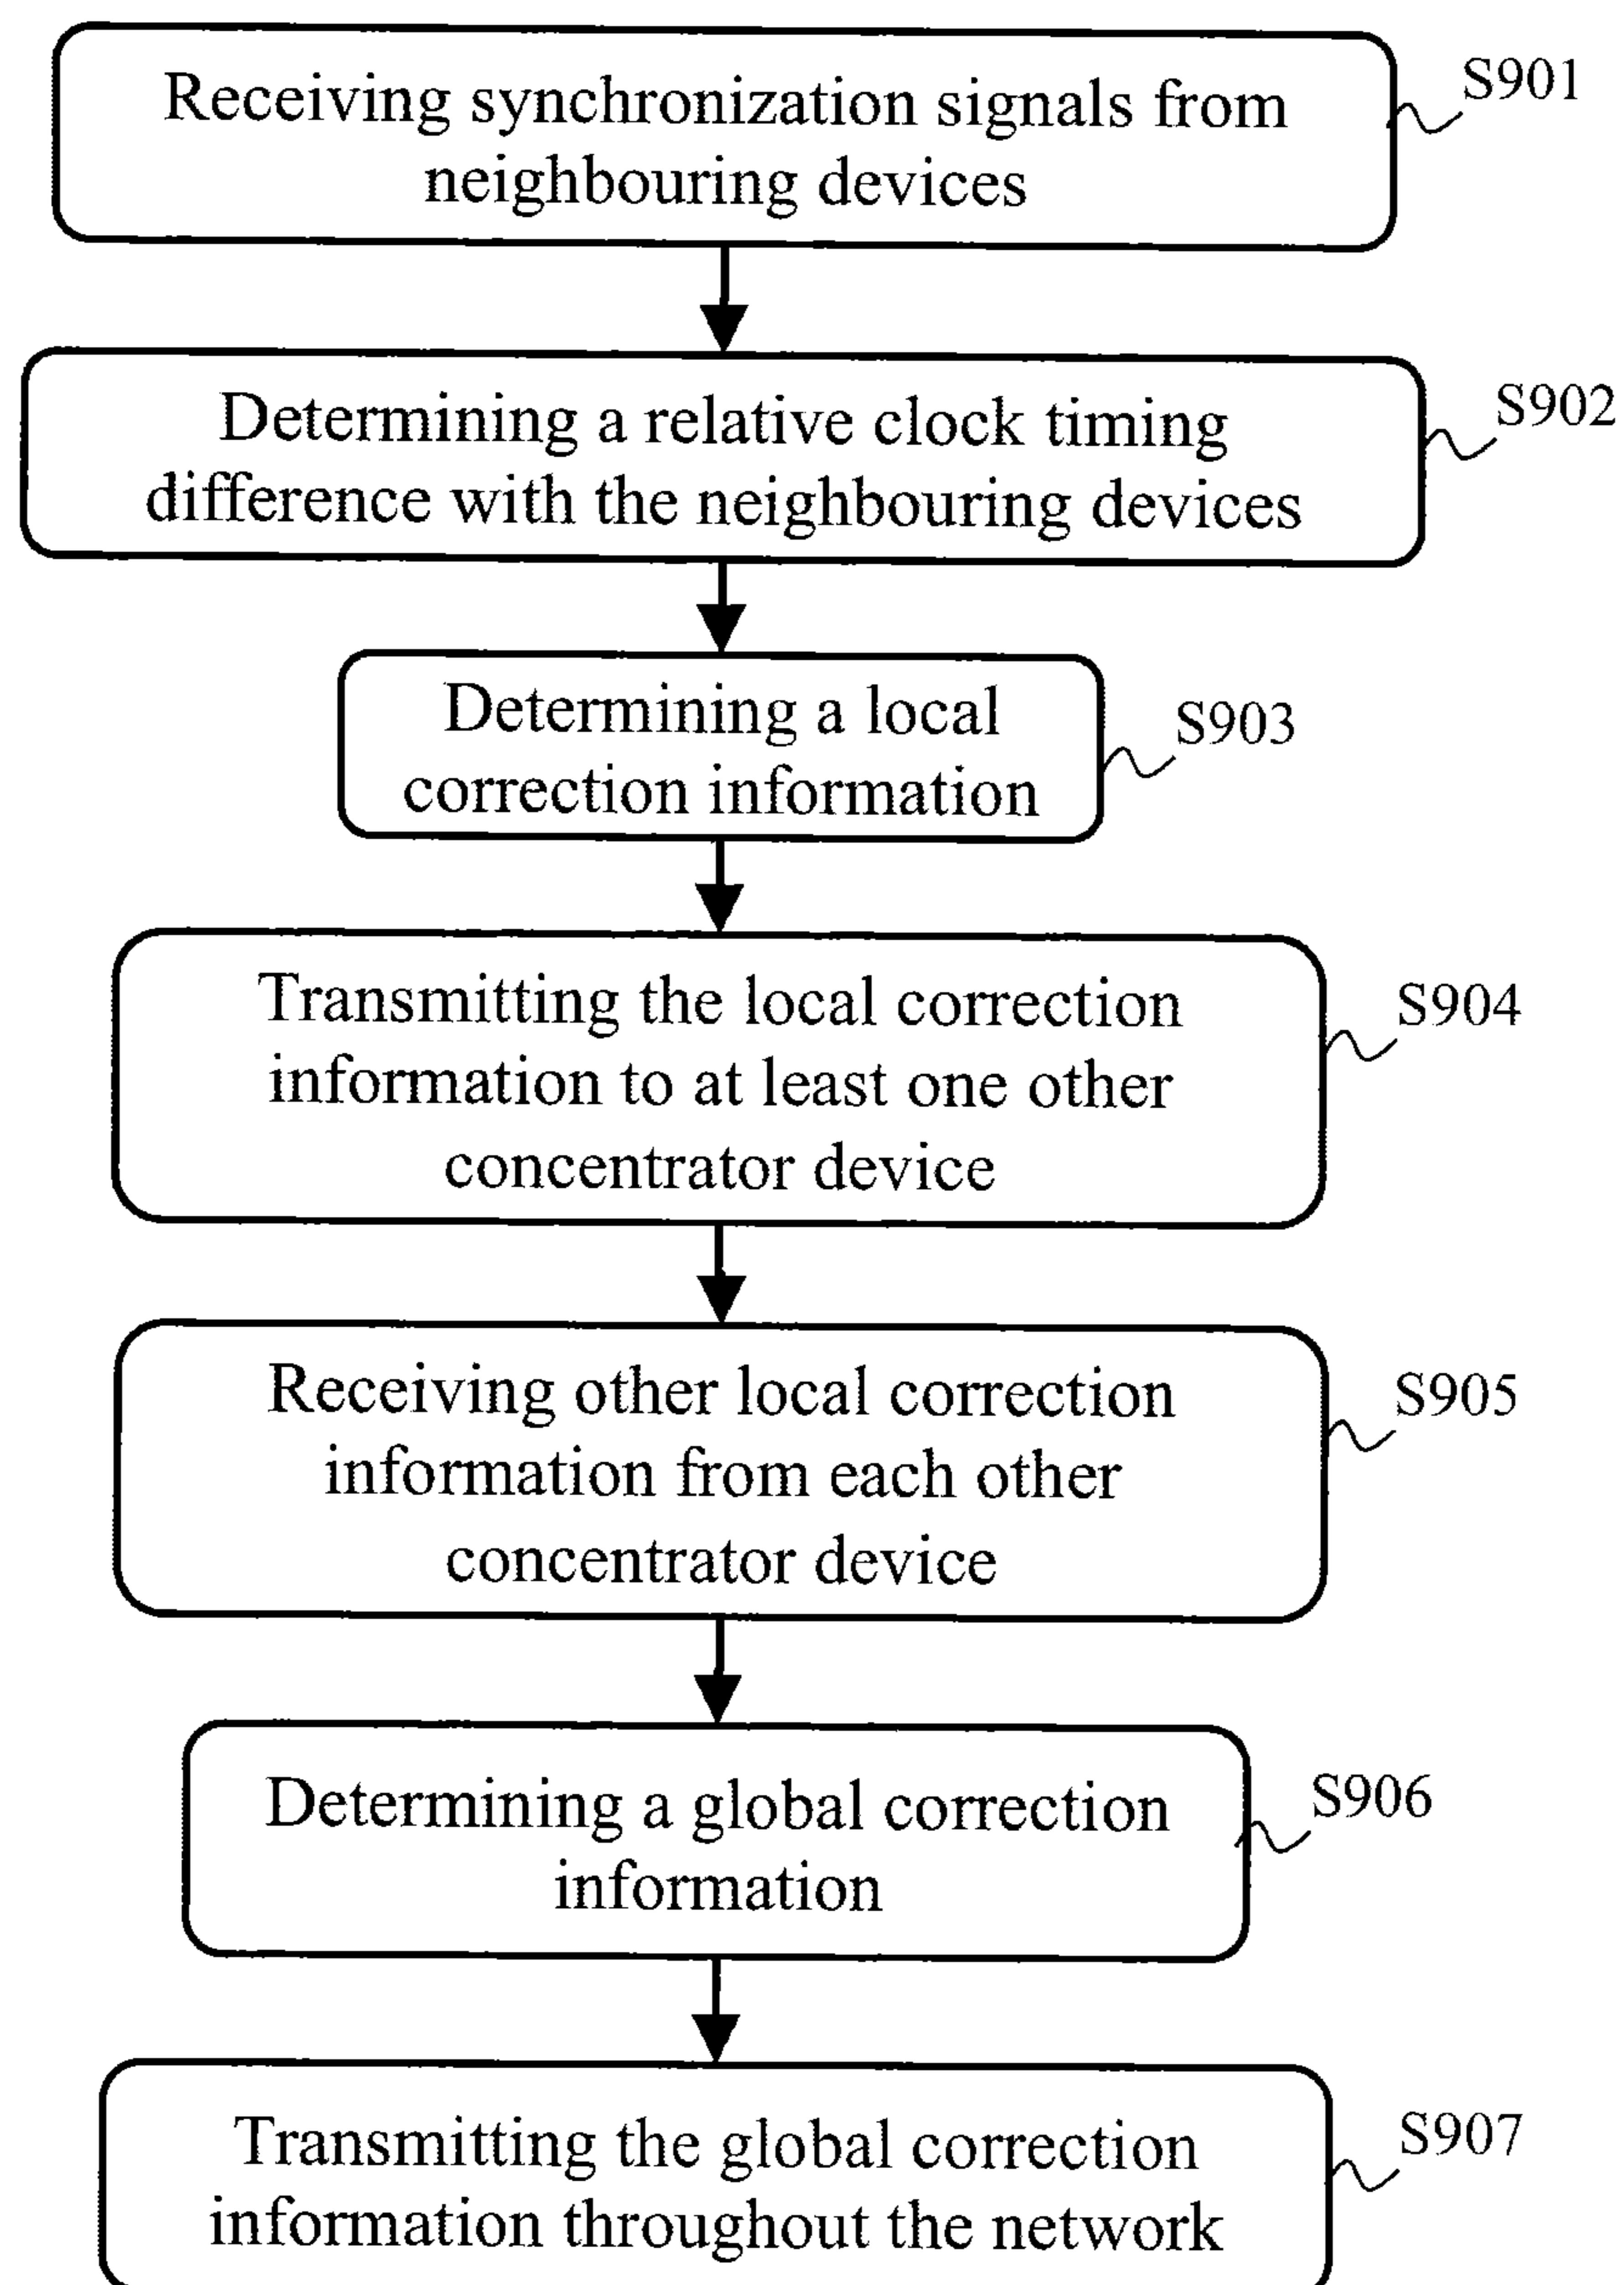 Receiving synchronization signals from
neighbouring devices
S901
Determining a relative clock timing
difference with the neighbouring devices
S902
Determining a local
correction information
S903
Transmitting the local correction
information to at least one other
concentrator device
S904
Receiving other local correction
information from each other
concentrator device
S905
Determining a global correction
information
S906
Transmitting the global correction
information throughout the network
S907